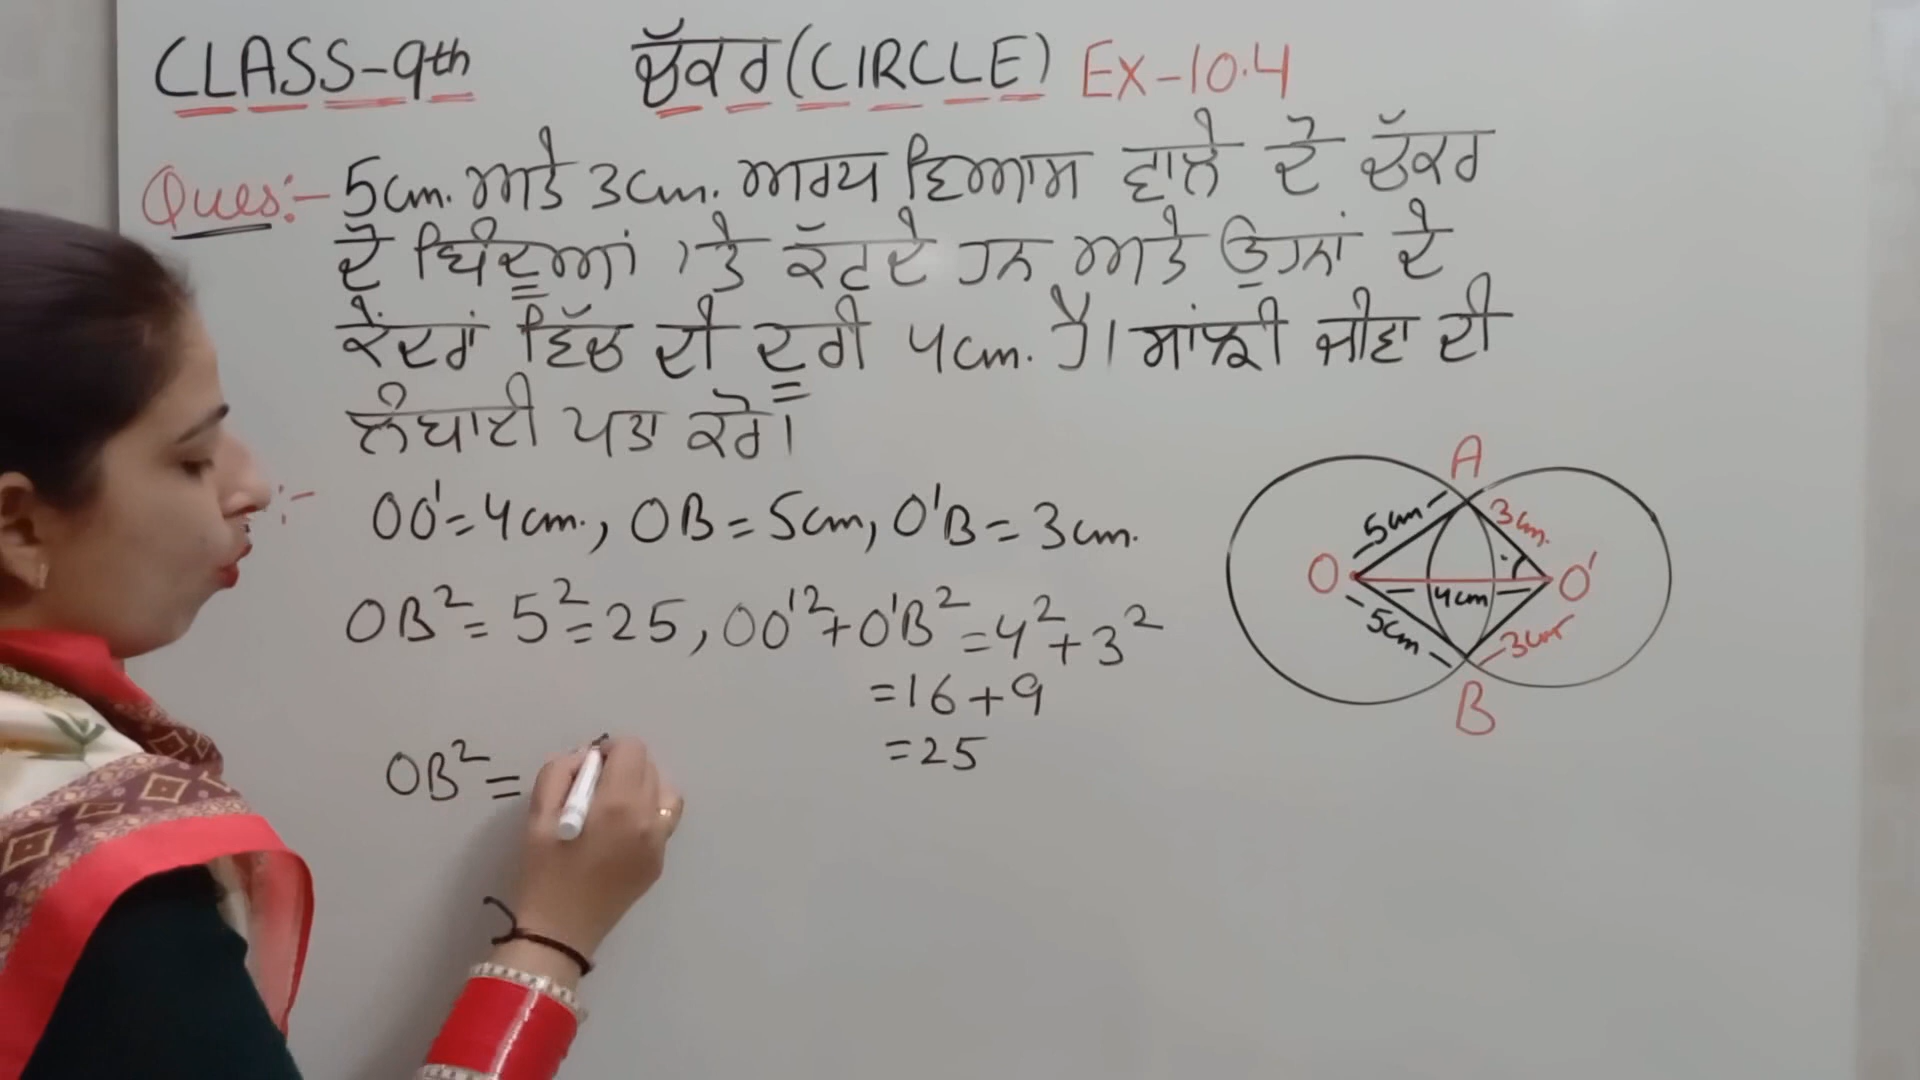 CLASS-9th ਚੱਕਰ (CIRCLE) Ex-10.4
Ques:- 5cm. ਅਤੇ 3cm. ਅਰਧ ਵਿਆਸ ਵਾਲੇ ਦੋ ਚੱਕਰ
ਦੋ ਬਿੰਦੂਆਂ 'ਤੇ ਕੱਟਦੇ ਹਨ ਅਤੇ ਉਹਨਾਂ ਦੇ
ਕੇਂਦਰਾਂ ਵਿੱਚ ਦੀ ਦੂਰੀ 4cm. ਹੈ। ਸਾਂਝੀ ਜੀਵਾ ਦੀ
ਲੰਬਾਈ ਪਤਾ ਕਰੋ।
:- OO'=4cm., OB=5cm, O'B=3cm.
OB²=5²=25, OO'²+O'B²=4²+3²
=16+9
=25
OB²=
A
5cm 3cm.
O 4cm O'
5cm 3cm
B